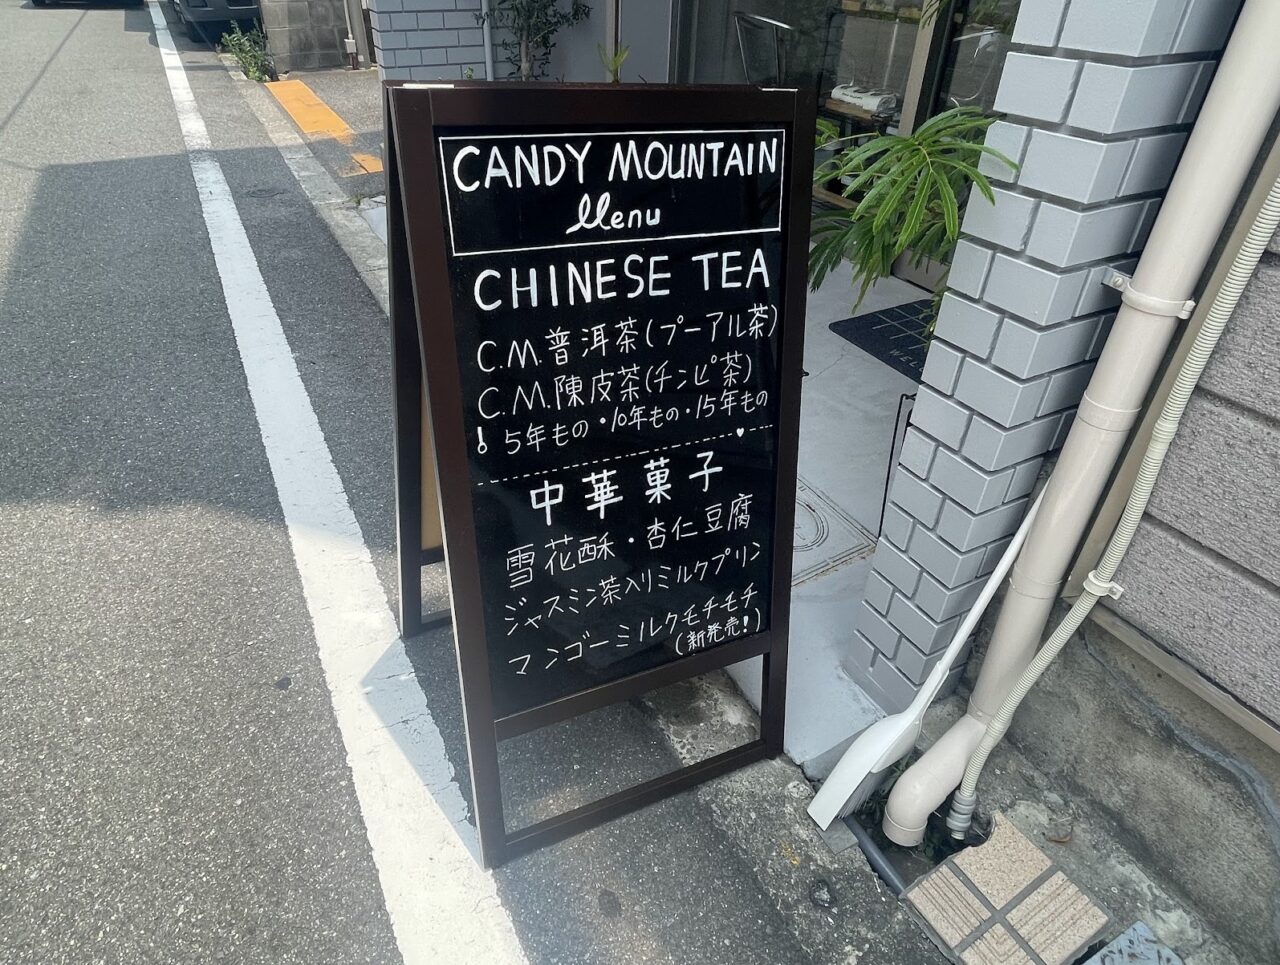 CANDY MOUNTAIN
Menu
CHINESE TEA
C.M.普洱茶(プーアル茶)
C.M.陳皮茶(チンピ茶)
5年もの・10年もの・15年もの
中華菓子
雪花酥・杏仁豆腐
ジャスミン茶入りミルクプリン
マンゴーミルクモチモチ
(新発売!)